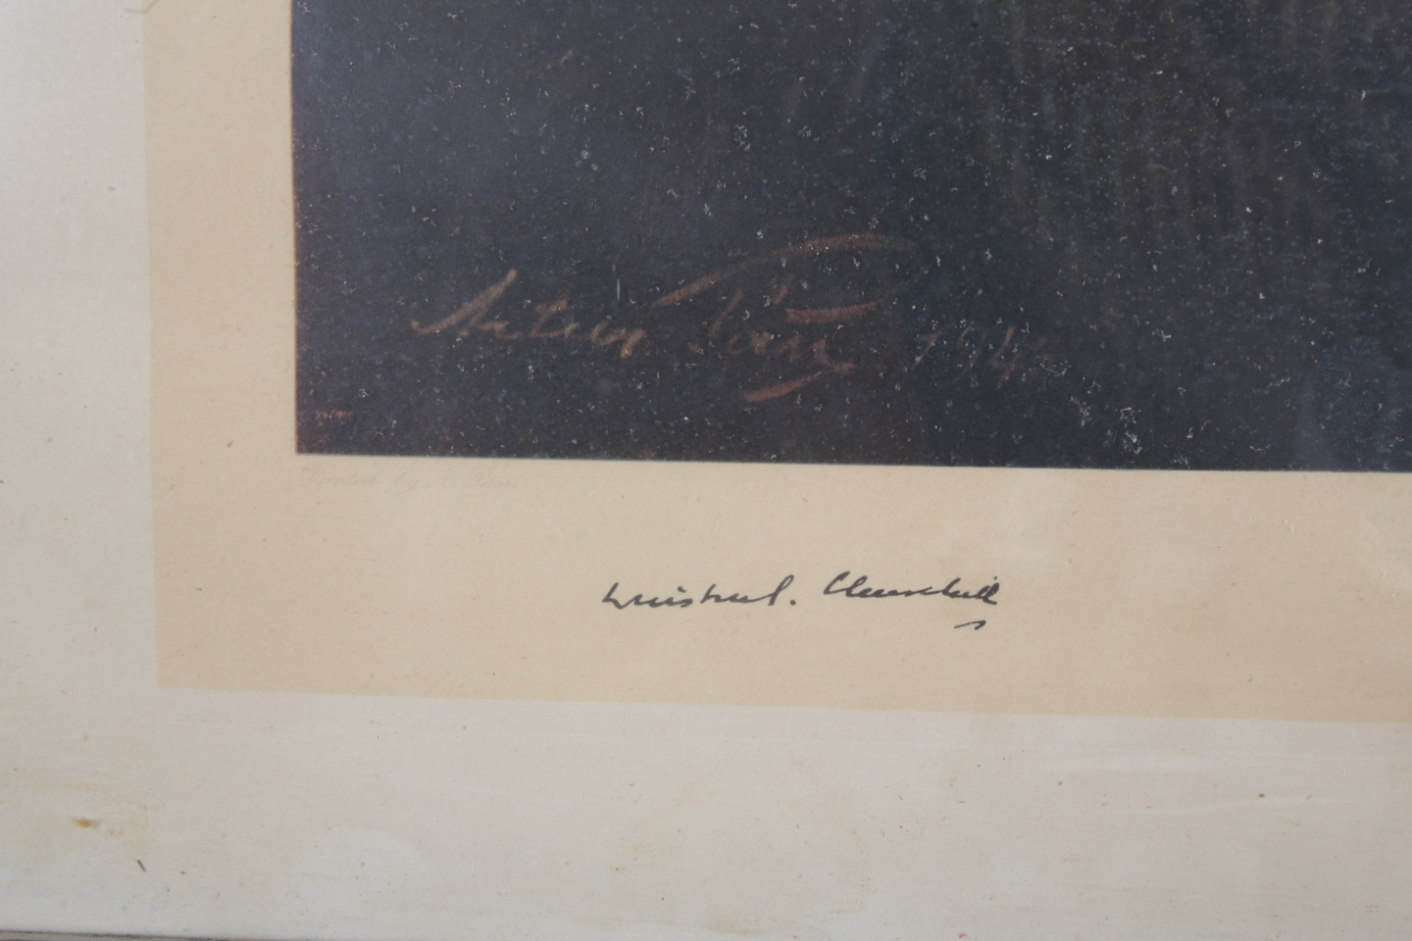 Arthur Pan 1942
Painted by A. Pan
Winston S. Churchill